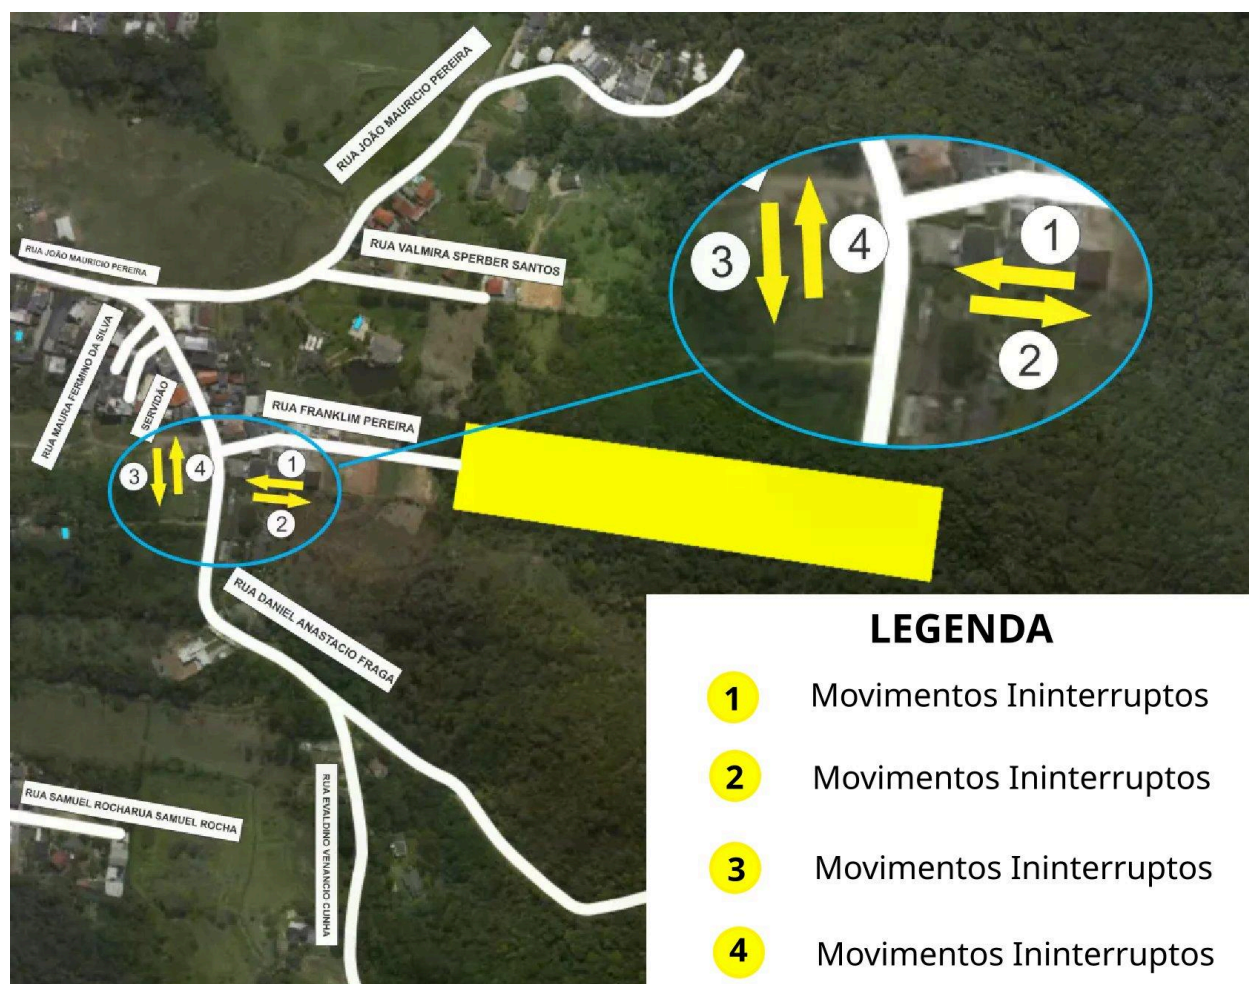 RUA JOÃO MAURICIO PEREIRA
RUA JOÃO MAURICIO PEREIRA
RUA VALMIRA SPERBER SANTOS
RUA MAURA FERMINO DA SILVA
SERVIDÃO
RUA FRANKLIM PEREIRA
3
4
1
2
3
4
1
2
RUA DANIEL ANASTACIO FRAGA
RUA EVALDINO VENANCIO CUNHA
RUA SAMUEL ROCHARUA SAMUEL ROCHA
LEGENDA
1 Movimentos Ininterruptos
2 Movimentos Ininterruptos
3 Movimentos Ininterruptos
4 Movimentos Ininterruptos